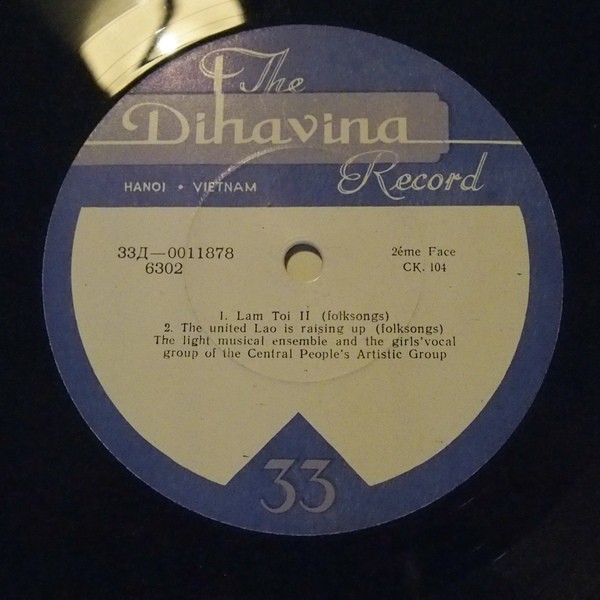 The
Dihavina
Record
HANOI • VIETNAM
33Д—0011878
6302
2éme Face
CK. 104
1. Lam Toi II (folksongs)
2. The united Lao is raising up (folksongs)
The light musical ensemble and the girls'vocal
group of the Central People's Artistic Group
33